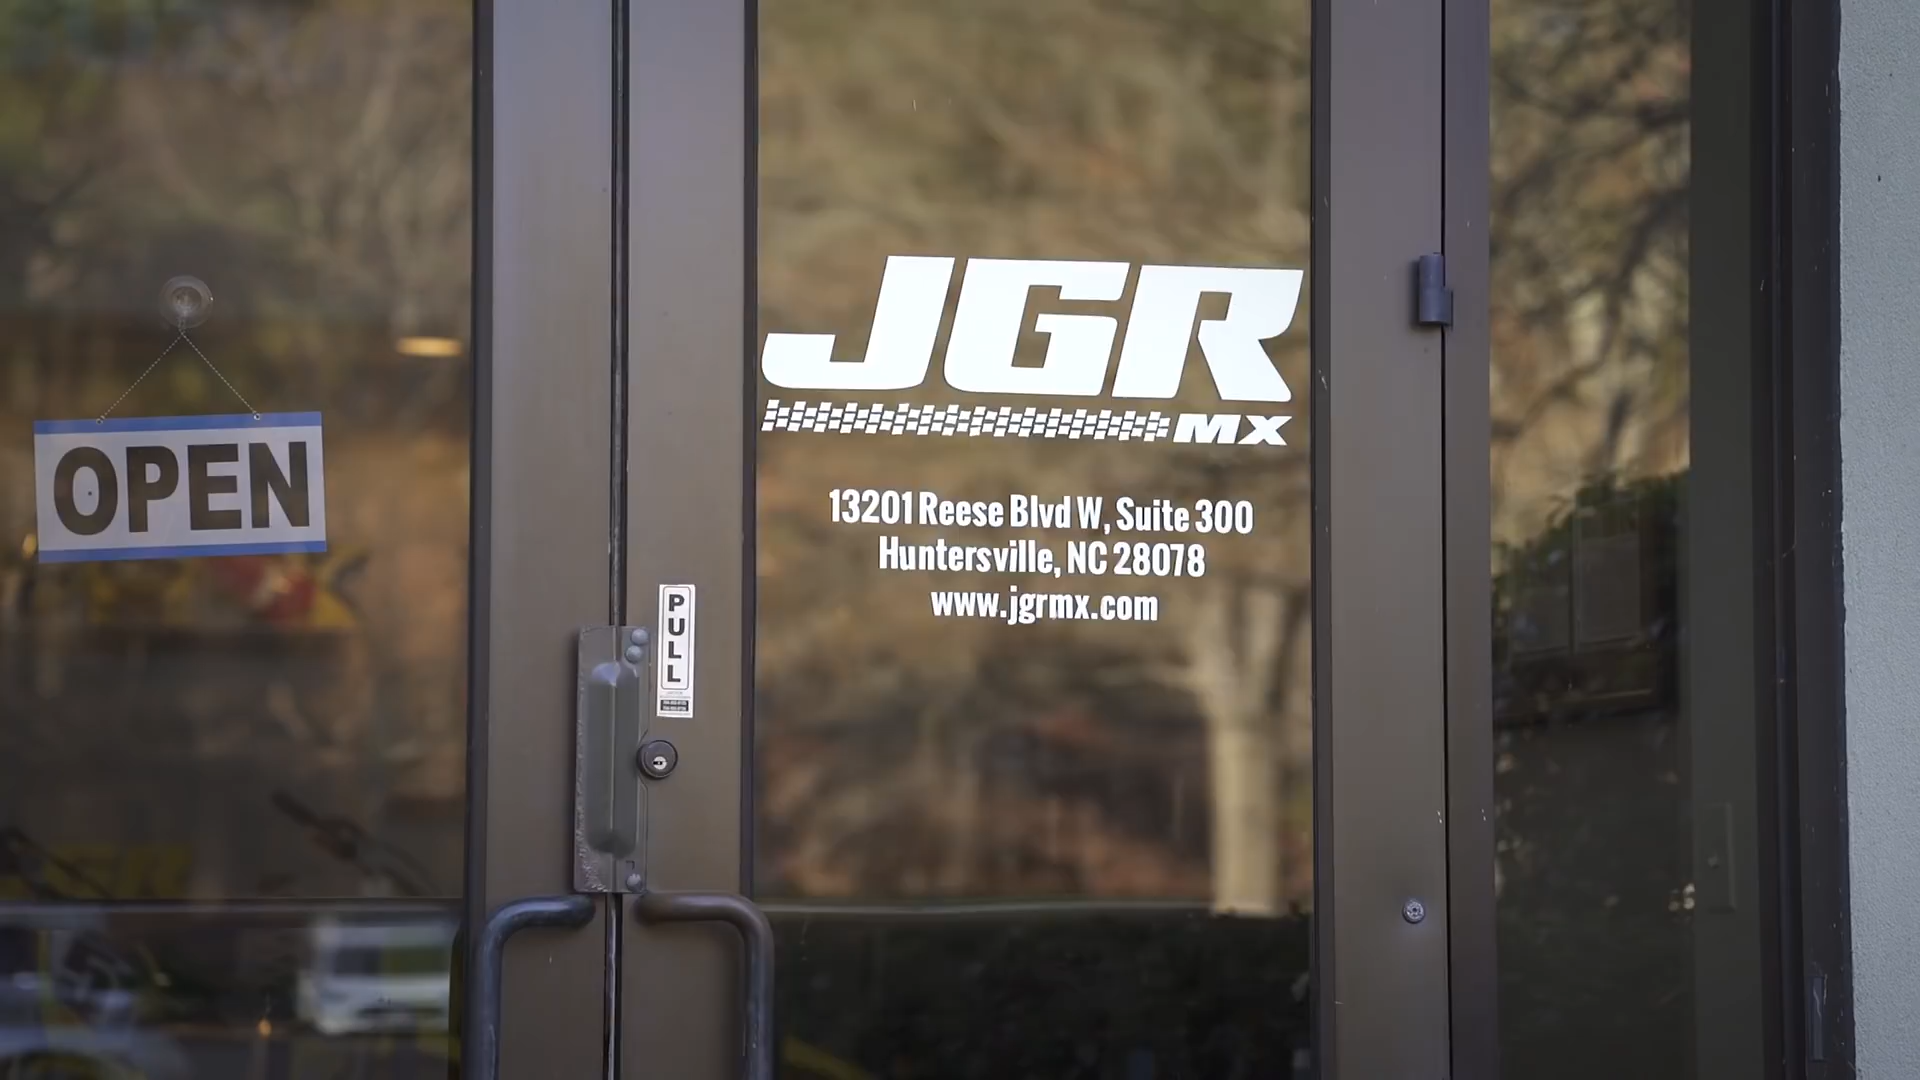 OPEN
JGR
MX
13201 Reese Blvd W, Suite 300
Huntersville, NC 28078
www.jgrmx.com
PULL